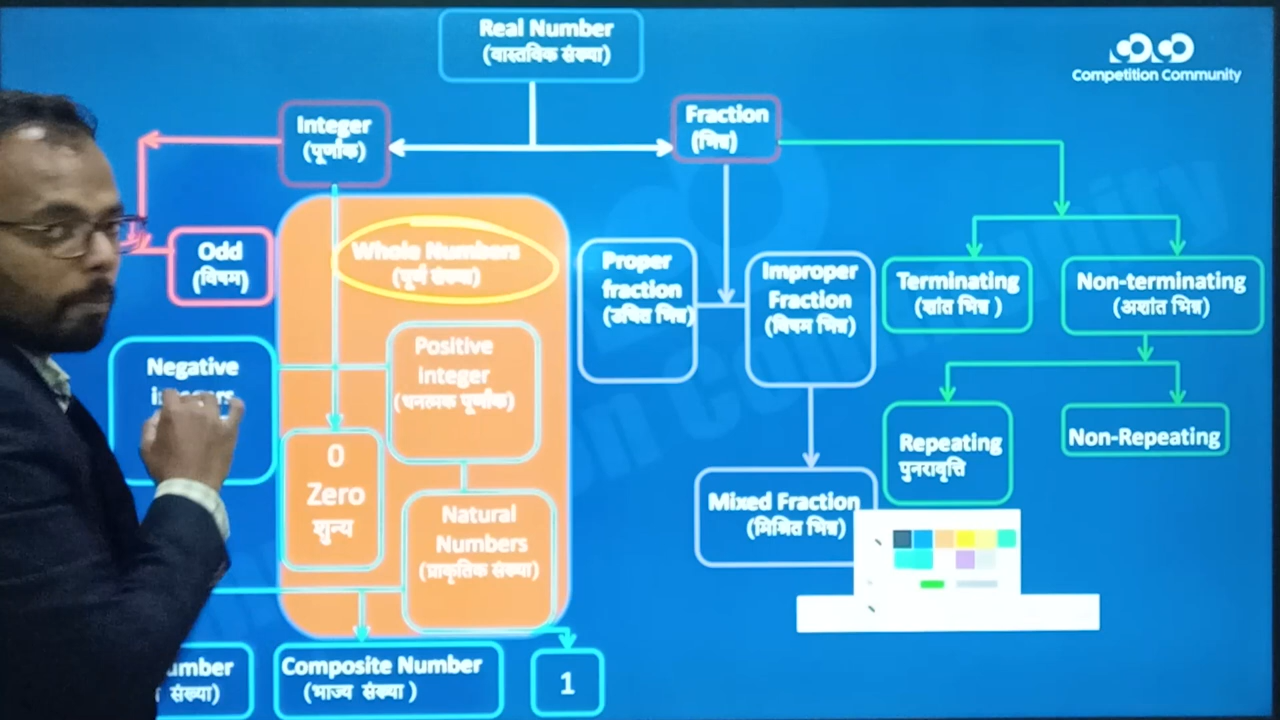 Real Number
(वास्तविक संख्या)
Competition Community
Integer
(पूर्णांक)
Fraction
(भिन्न)
Odd
(विषम)
Whole Numbers
(पूर्ण संख्या)
Proper
fraction
(उचित भिन्न)
Improper
Fraction
(विषम भिन्न)
Terminating
(शांत भिन्न )
Non-terminating
(अशांत भिन्न)
Negative
Positive
integer
(धनात्मक पूर्णांक)
0
Zero
शून्य
Natural
Numbers
(प्राकृतिक संख्या)
Repeating
पुनरावृत्ति
Non-Repeating
Mixed Fraction
(मिश्रित भिन्न)
संख्या)
Composite Number
(भाज्य संख्या )
1